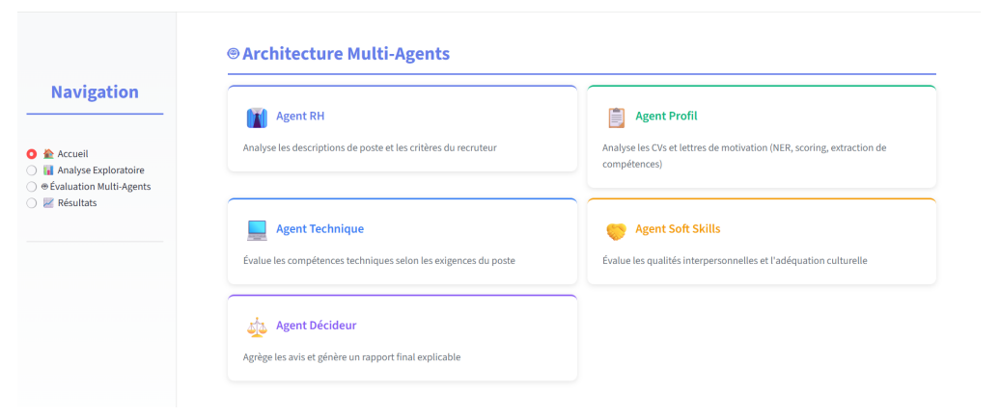 Navigation
Accueil
Analyse Exploratoire
Évaluation Multi-Agents
Résultats
Architecture Multi-Agents
Agent RH
Analyse les descriptions de poste et les critères du recruteur
Agent Profil
Analyse les CVs et lettres de motivation (NER, scoring, extraction de
compétences)
Agent Technique
Évalue les compétences techniques selon les exigences du poste
Agent Soft Skills
Évalue les qualités interpersonnelles et l'adéquation culturelle
Agent Décideur
Agrège les avis et génère un rapport final explicable